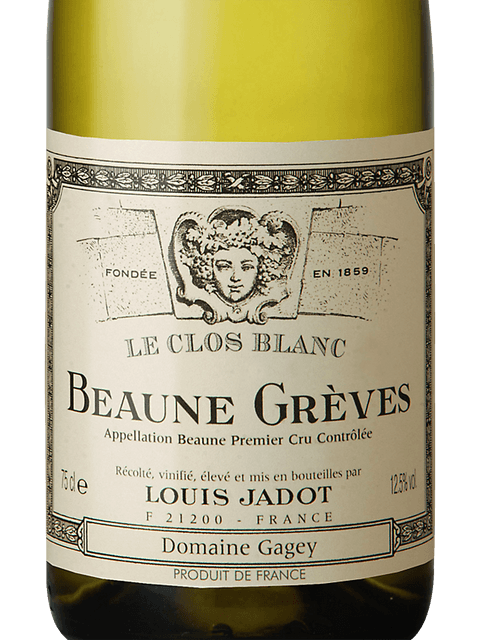 FONDÉE EN 1859
LE CLOS BLANC
BEAUNE GRÈVES
Appellation Beaune Premier Cru Contrôlée
Récolté, vinifié, élevé et mis en bouteilles par
75 cl e LOUIS JADOT 12.5% vol.
F 21200 - FRANCE
Domaine Gagey
PRODUIT DE FRANCE